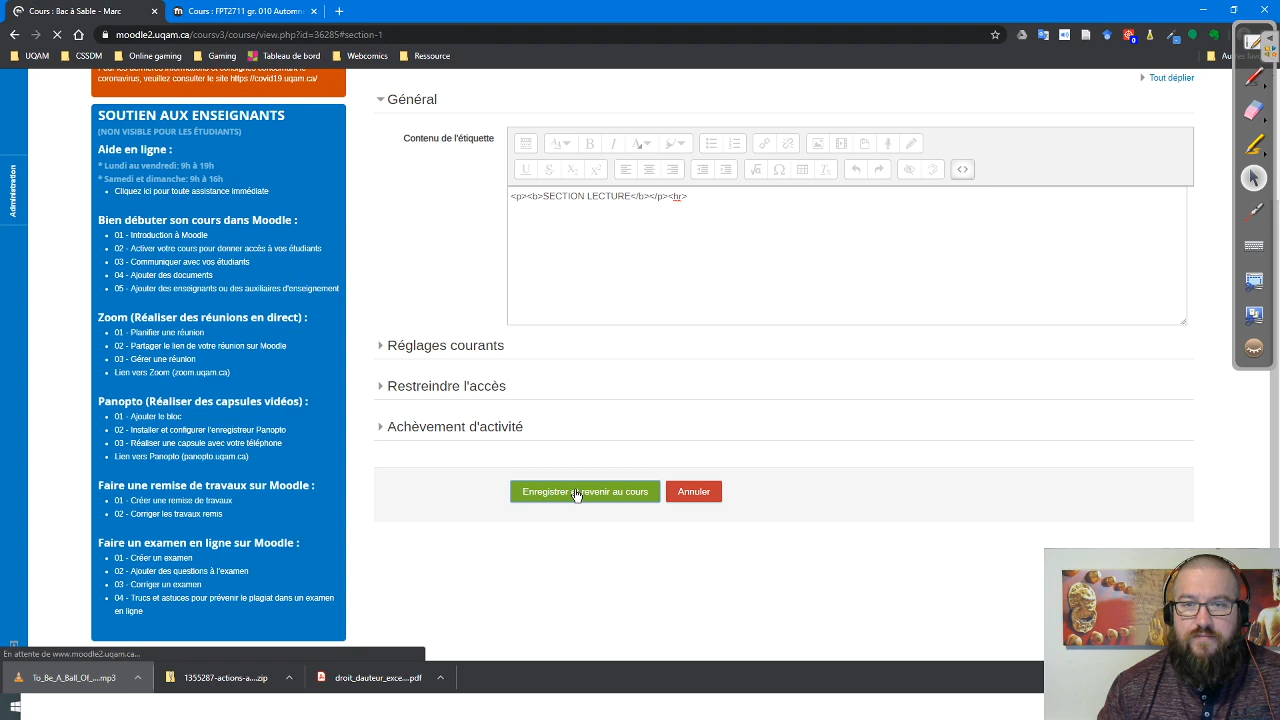 Cours : Bac à Sable - Marc
Cours : FPT2711 gr. 010 Automn
moodle2.uqam.ca/coursv3/course/view.php?id=36285#section-1
UQAM
CSSDM
Online gaming
Gaming
Tableau de bord
Webcomics
Ressource
coronavirus, veuillez consulter le site https://covid19.uqam.ca/
SOUTIEN AUX ENSEIGNANTS
(NON VISIBLE POUR LES ÉTUDIANTS)
Aide en ligne :
* Lundi au vendredi: 9h à 19h
* Samedi et dimanche: 9h à 16h
Cliquez ici pour toute assistance immédiate
Bien débuter son cours dans Moodle :
01 - Introduction à Moodle
02 - Activer votre cours pour donner accès à vos étudiants
03 - Communiquer avec vos étudiants
04 - Ajouter des documents
05 - Ajouter des enseignants ou des auxiliaires d'enseignement
Zoom (Réaliser des réunions en direct) :
01 - Planifier une réunion
02 - Partager le lien de votre réunion sur Moodle
03 - Gérer une réunion
Lien vers Zoom (zoom.uqam.ca)
Panopto (Réaliser des capsules vidéos) :
01 - Ajouter le bloc
02 - Installer et configurer l'enregistreur Panopto
03 - Réaliser une capsule avec votre téléphone
Lien vers Panopto (panopto.uqam.ca)
Faire une remise de travaux sur Moodle :
01 - Créer une remise de travaux
02 - Corriger les travaux remis
Faire un examen en ligne sur Moodle :
01 - Créer un examen
02 - Ajouter des questions à l'examen
03 - Corriger un examen
04 - Trucs et astuces pour prévenir le plagiat dans un examen
en ligne
Administration
Tout déplier
Général
Contenu de l'étiquette
<p><b>SECTION LECTURE</b></p><hr>
Réglages courants
Restreindre l'accès
Achèvement d'activité
Enregistrer et revenir au cours
Annuler
En attente de www.moodle2.uqam.ca...
To_Be_A_Ball_Of_....mp3
1355287-actions-a....zip
droit_dauteur_exce....pdf